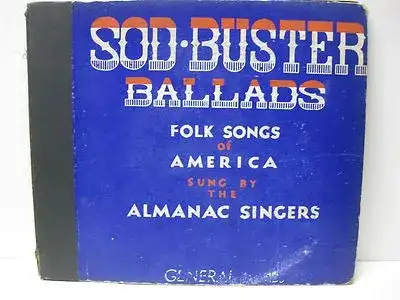 SOD·BUSTER
BALLADS
FOLK SONGS
of
AMERICA
SUNG BY
THE
ALMANAC SINGERS
GENERAL